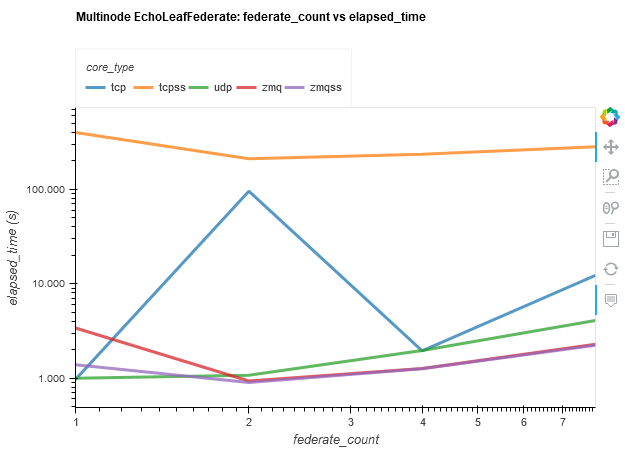 Multinode EchoLeafFederate: federate_count vs elapsed_time
core_type
tcp tcpss udp zmq zmqss
elapsed_time (s)
100.000
10.000
1.000
1 2 3 4 5 6 7
federate_count